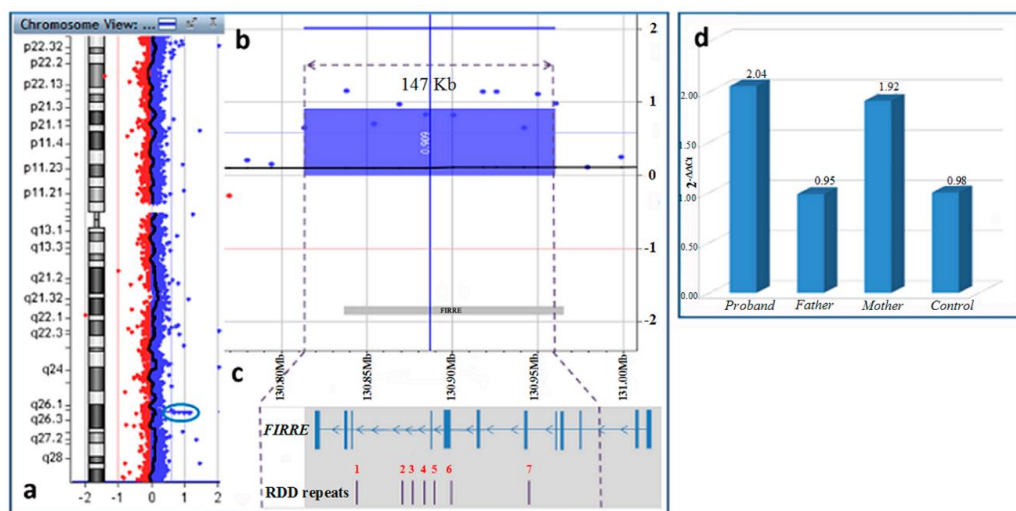 Chromosome View: ...
p22.32
p22.2
p22.13
p21.3
p21.1
p11.4
p11.23
p11.21
q13.1
q13.3
q21.2
q21.32
q22.1
q22.3
q24
q26.1
q26.3
q27.2
q28
-2 -1 0 1 2
a
b
2
1
0
-1
-2
147 Kb
0.909
FIRRE
130.80Mb 130.85Mb 130.90Mb 130.95Mb 131.00Mb
c
FIRRE
1 2 3 4 5 6 7
RDD repeats
d
2-ΔΔCt
2.00
1.50
1.00
0.50
0.00
2.04 0.95 1.92 0.98
Proband Father Mother Control